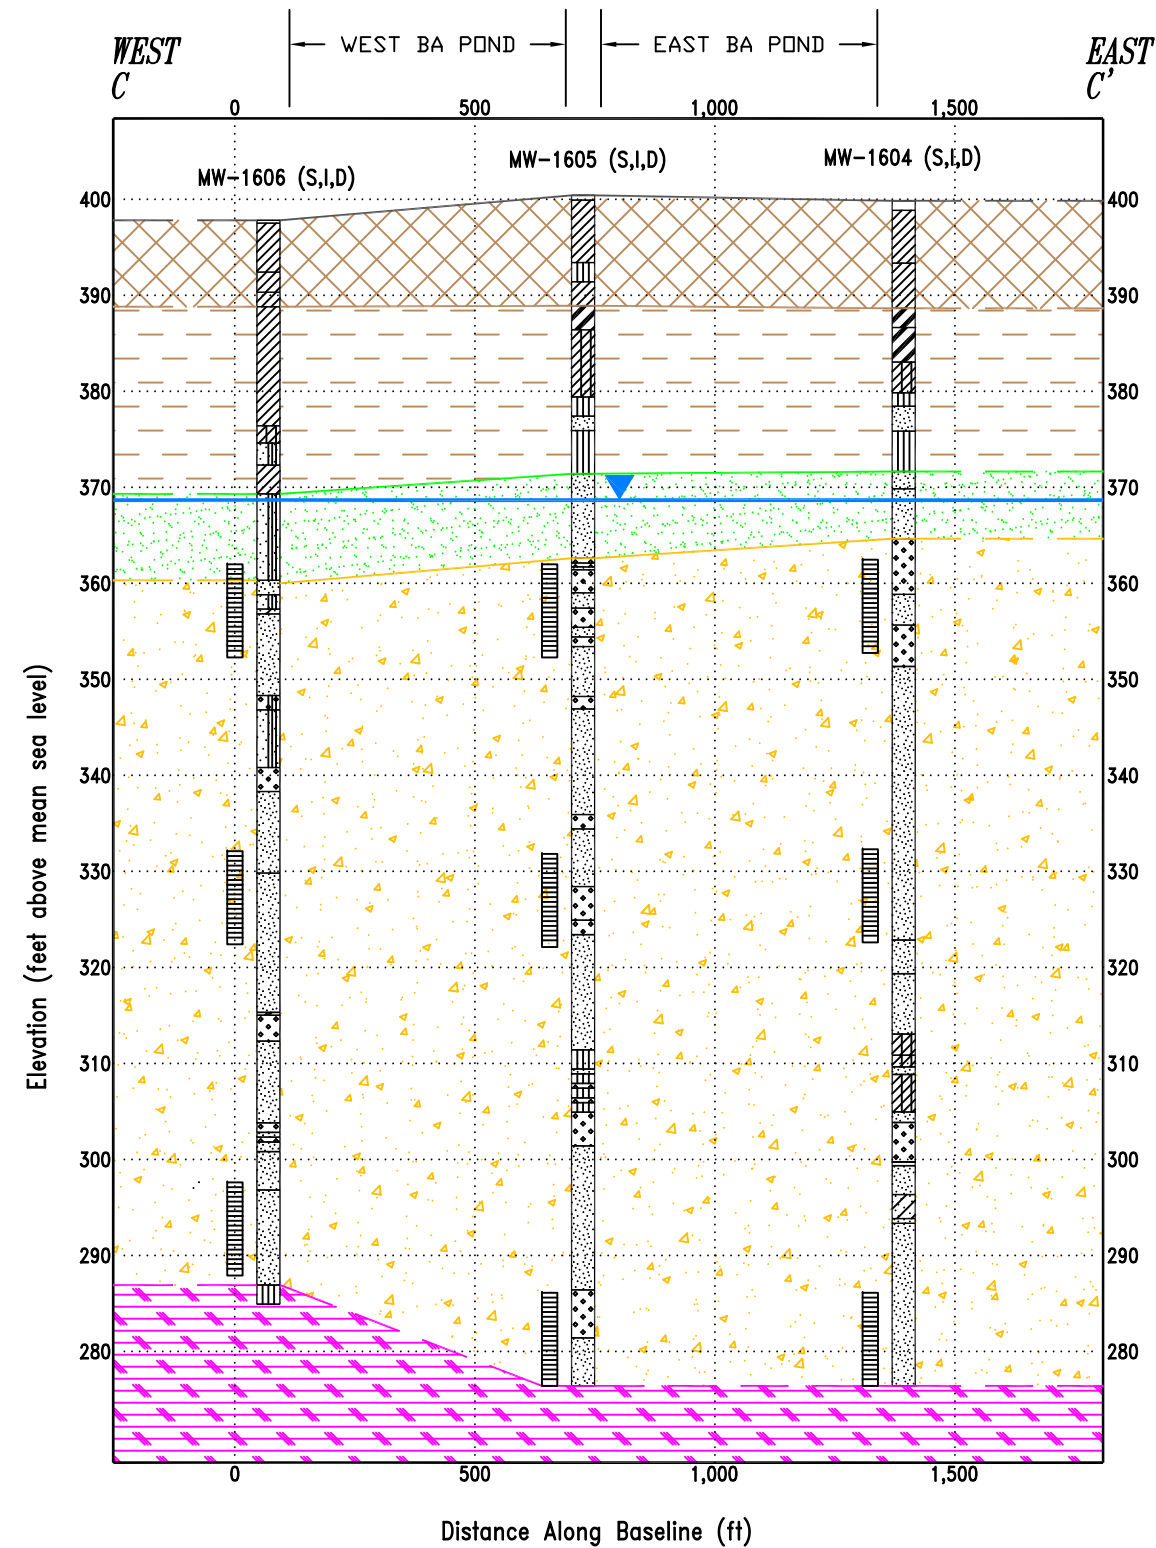 WEST
C
WEST BA POND
EAST BA POND
EAST
C'
0 500 1,000 1,500
MW-1606 (S,I,D)
MW-1605 (S,I,D)
MW-1604 (S,I,D)
400 400
390 390
380 380
370 370
360 360
350 350
340 340
330 330
320 320
310 310
300 300
290 290
280 280
Elevation (feet above mean sea level)
0 500 1,000 1,500
Distance Along Baseline (ft)